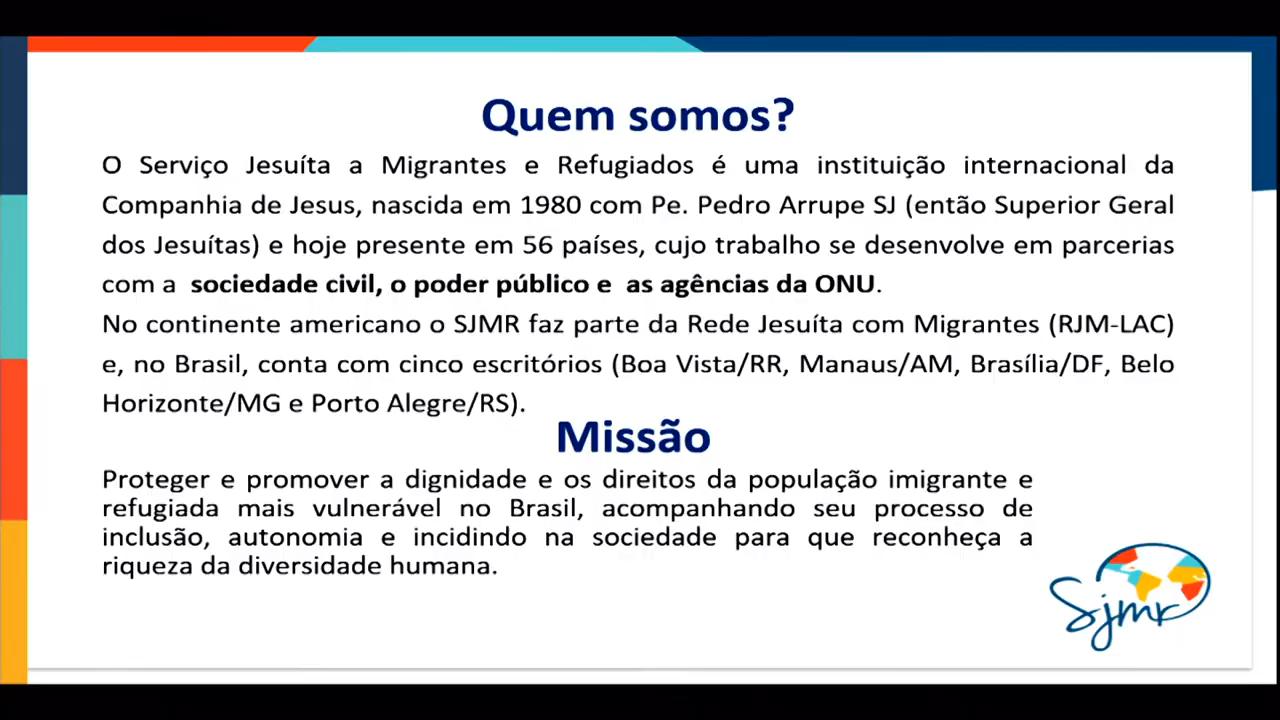 Quem somos?
O Serviço Jesuíta a Migrantes e Refugiados é uma instituição internacional da
Companhia de Jesus, nascida em 1980 com Pe. Pedro Arrupe SJ (então Superior Geral
dos Jesuítas) e hoje presente em 56 países, cujo trabalho se desenvolve em parcerias
com a sociedade civil, o poder público e as agências da ONU.
No continente americano o SJMR faz parte da Rede Jesuíta com Migrantes (RJM-LAC)
e, no Brasil, conta com cinco escritórios (Boa Vista/RR, Manaus/AM, Brasília/DF, Belo
Horizonte/MG e Porto Alegre/RS).
Missão
Proteger e promover a dignidade e os direitos da população imigrante e
refugiada mais vulnerável no Brasil, acompanhando seu processo de
inclusão, autonomia e incidindo na sociedade para que reconheça a
riqueza da diversidade humana.
Sjmr